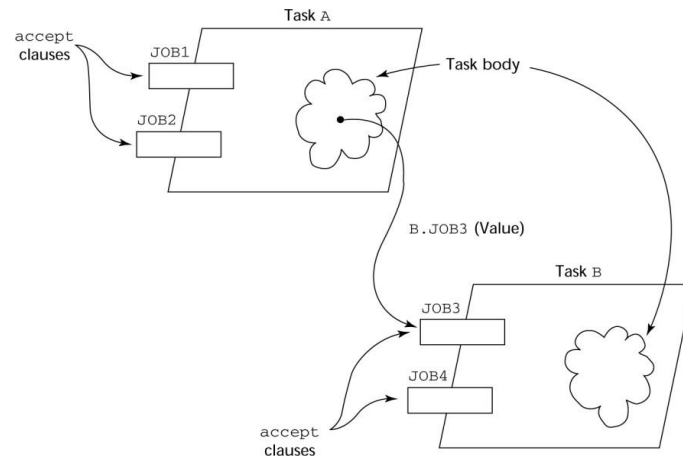 Task A
accept
clauses
JOB1
Task body
JOB2
B.JOB3 (Value)
Task B
JOB3
JOB4
accept
clauses